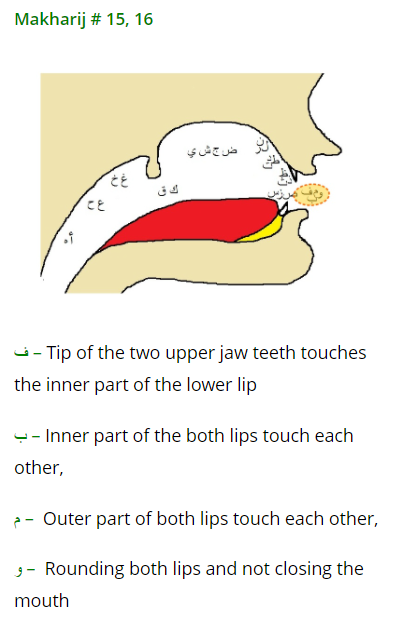 Makharij # 15, 16
ض ج ش ي
غ خ
ك ق
ع ح
أ ه
ف – Tip of the two upper jaw teeth touches
the inner part of the lower lip
ب – Inner part of the both lips touch each
other,
م – Outer part of both lips touch each other,
و – Rounding both lips and not closing the
mouth